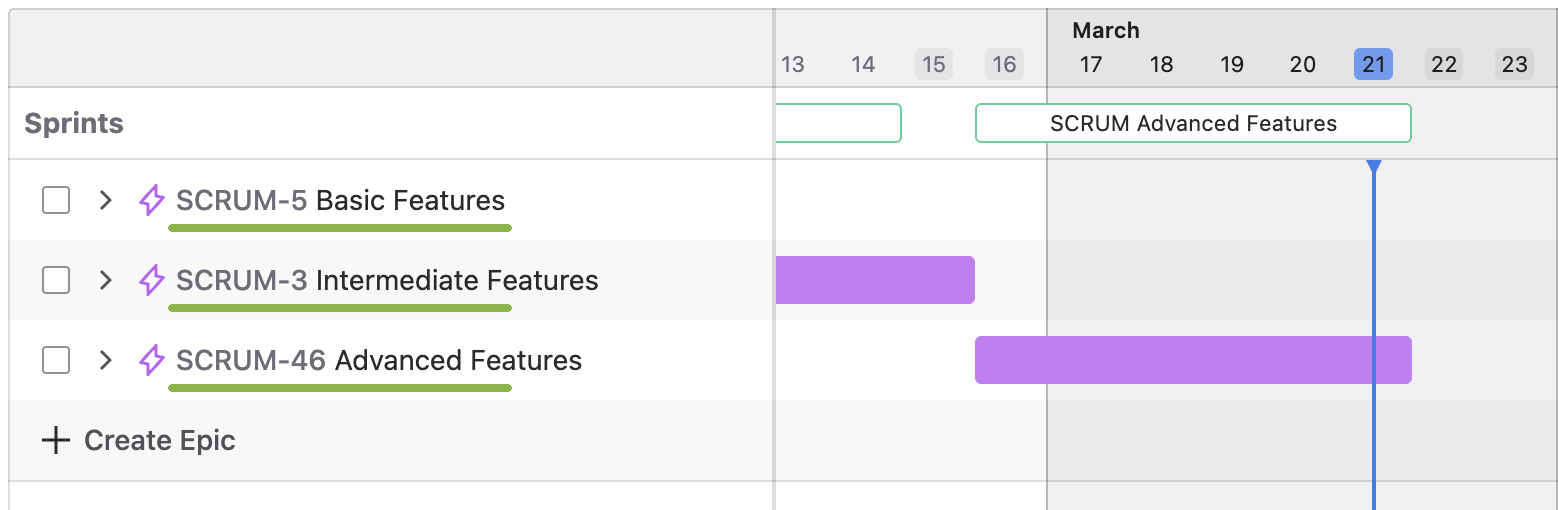 March
13 14 15 16 17 18 19 20 21 22 23
Sprints
SCRUM Advanced Features
SCRUM-5 Basic Features
SCRUM-3 Intermediate Features
SCRUM-46 Advanced Features
Create Epic